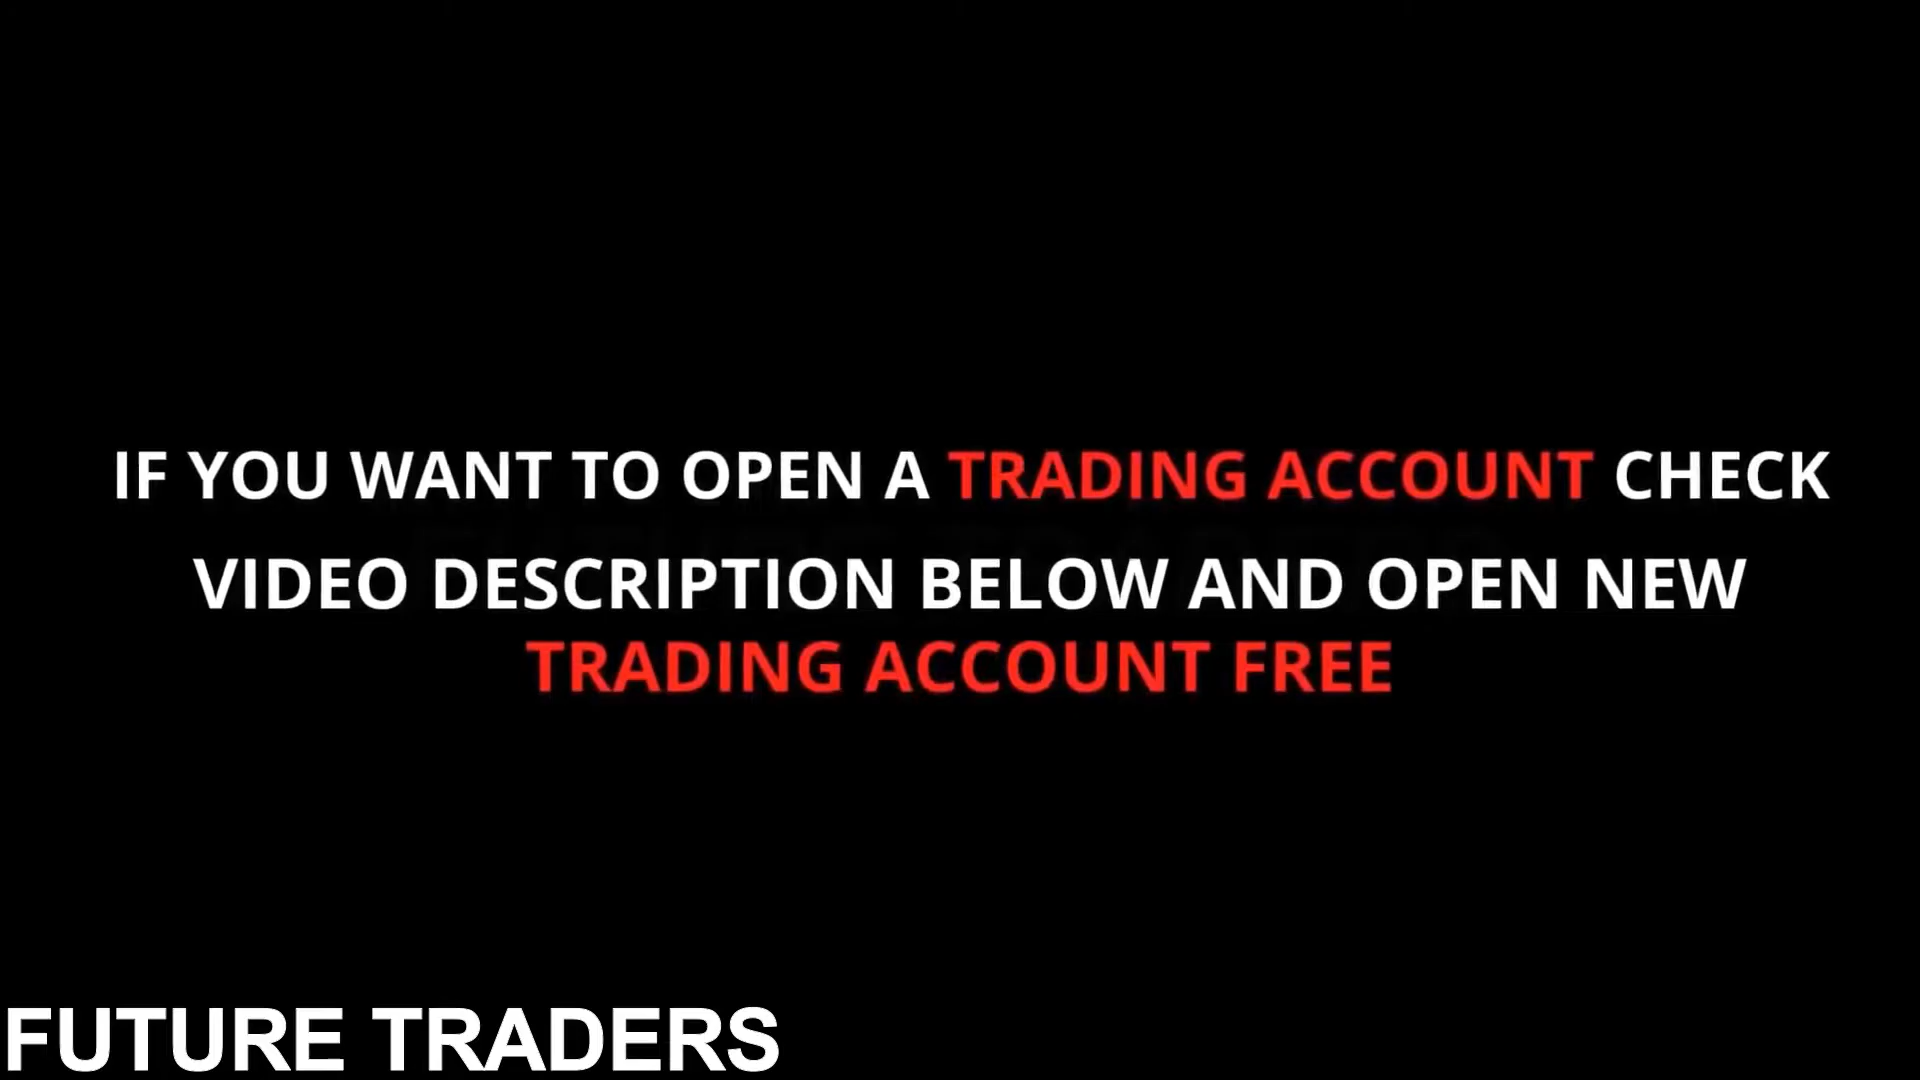 IF YOU WANT TO OPEN A TRADING ACCOUNT CHECK
VIDEO DESCRIPTION BELOW AND OPEN NEW
TRADING ACCOUNT FREE
FUTURE TRADERS